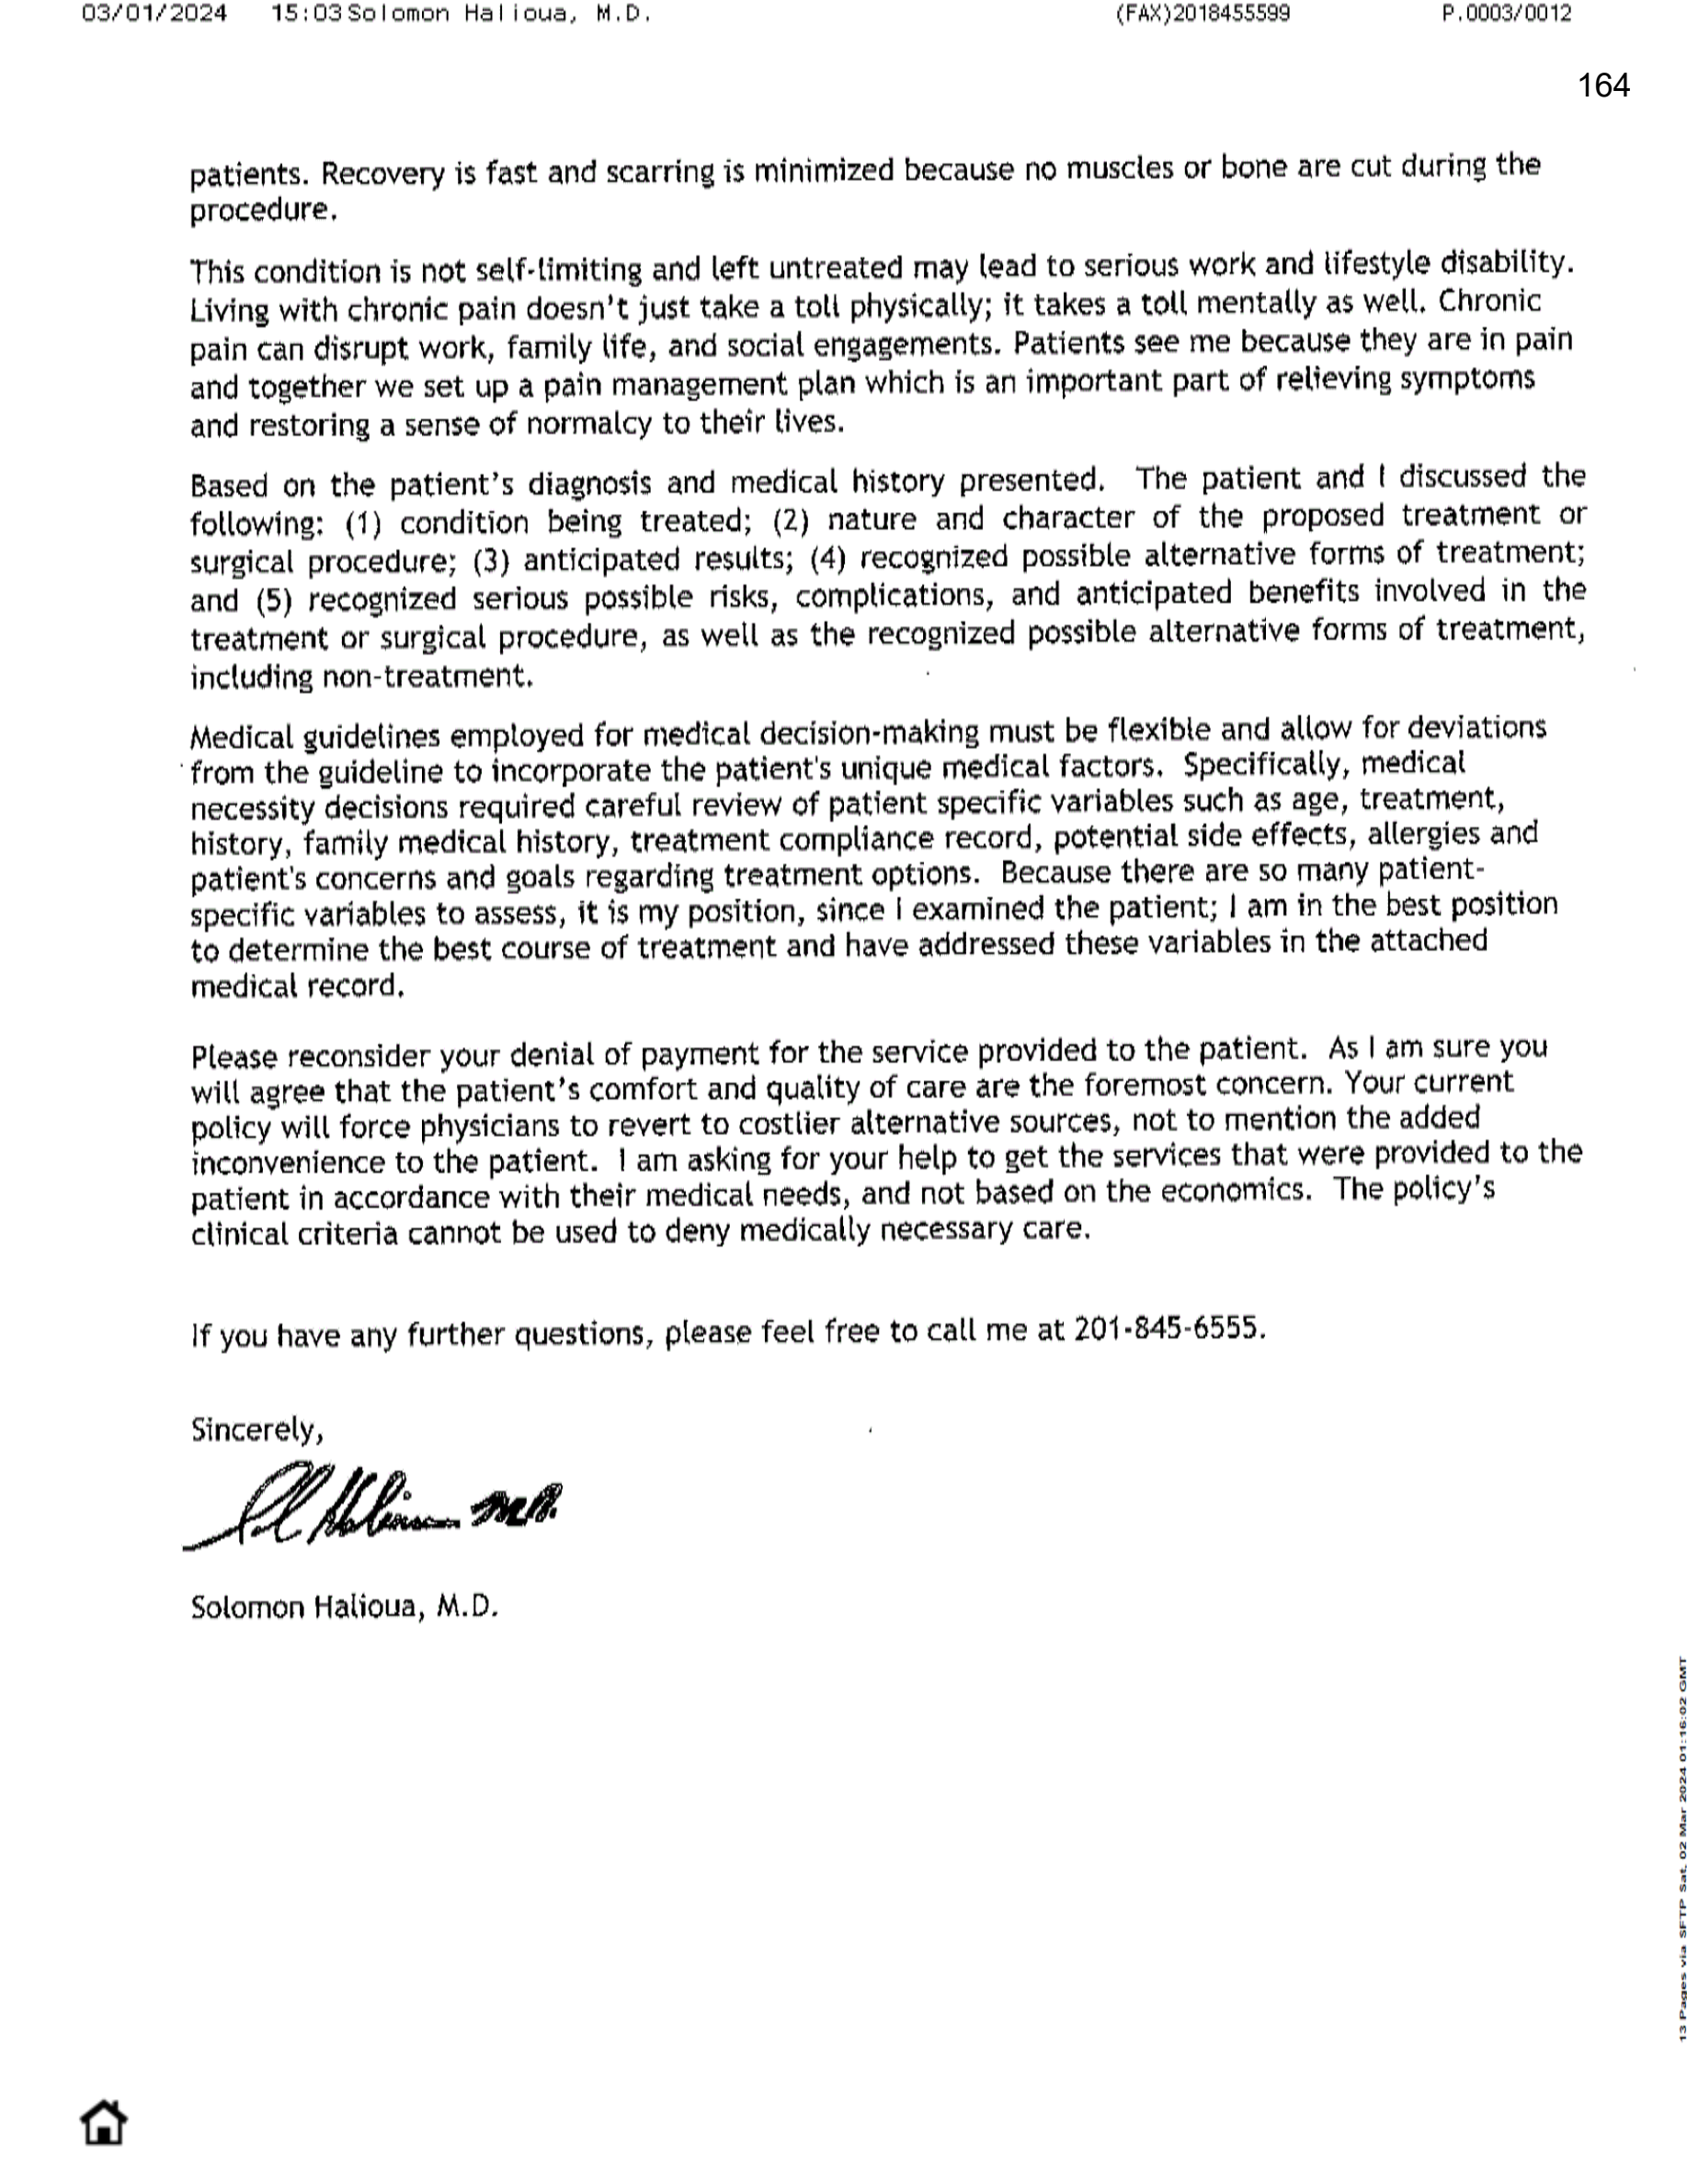 03/01/2024 15:03 Solomon Halioua, M.D. (FAX)2018455599 P.0003/0012
164
patients. Recovery is fast and scarring is minimized because no muscles or bone are cut during the
procedure.
This condition is not self-limiting and left untreated may lead to serious work and lifestyle disability.
Living with chronic pain doesn't just take a toll physically; it takes a toll mentally as well. Chronic
pain can disrupt work, family life, and social engagements. Patients see me because they are in pain
and together we set up a pain management plan which is an important part of relieving symptoms
and restoring a sense of normalcy to their lives.
Based on the patient's diagnosis and medical history presented. The patient and I discussed the
following: (1) condition being treated; (2) nature and character of the proposed treatment or
surgical procedure; (3) anticipated results; (4) recognized possible alternative forms of treatment;
and (5) recognized serious possible risks, complications, and anticipated benefits involved in the
treatment or surgical procedure, as well as the recognized possible alternative forms of treatment,
including non-treatment.
Medical guidelines employed for medical decision-making must be flexible and allow for deviations
from the guideline to incorporate the patient's unique medical factors. Specifically, medical
necessity decisions required careful review of patient specific variables such as age, treatment,
history, family medical history, treatment compliance record, potential side effects, allergies and
patient's concerns and goals regarding treatment options. Because there are so many patient-
specific variables to assess, it is my position, since I examined the patient; I am in the best position
to determine the best course of treatment and have addressed these variables in the attached
medical record.
Please reconsider your denial of payment for the service provided to the patient. As I am sure you
will agree that the patient's comfort and quality of care are the foremost concern. Your current
policy will force physicians to revert to costlier alternative sources, not to mention the added
inconvenience to the patient. I am asking for your help to get the services that were provided to the
patient in accordance with their medical needs, and not based on the economics. The policy's
clinical criteria cannot be used to deny medically necessary care.
If you have any further questions, please feel free to call me at 201-845-6555.
Sincerely,
M.D.
Solomon Halioua, M.D.
13 Pages via SFTP Sat, 02 Mar 2024 01:16:02 GMT